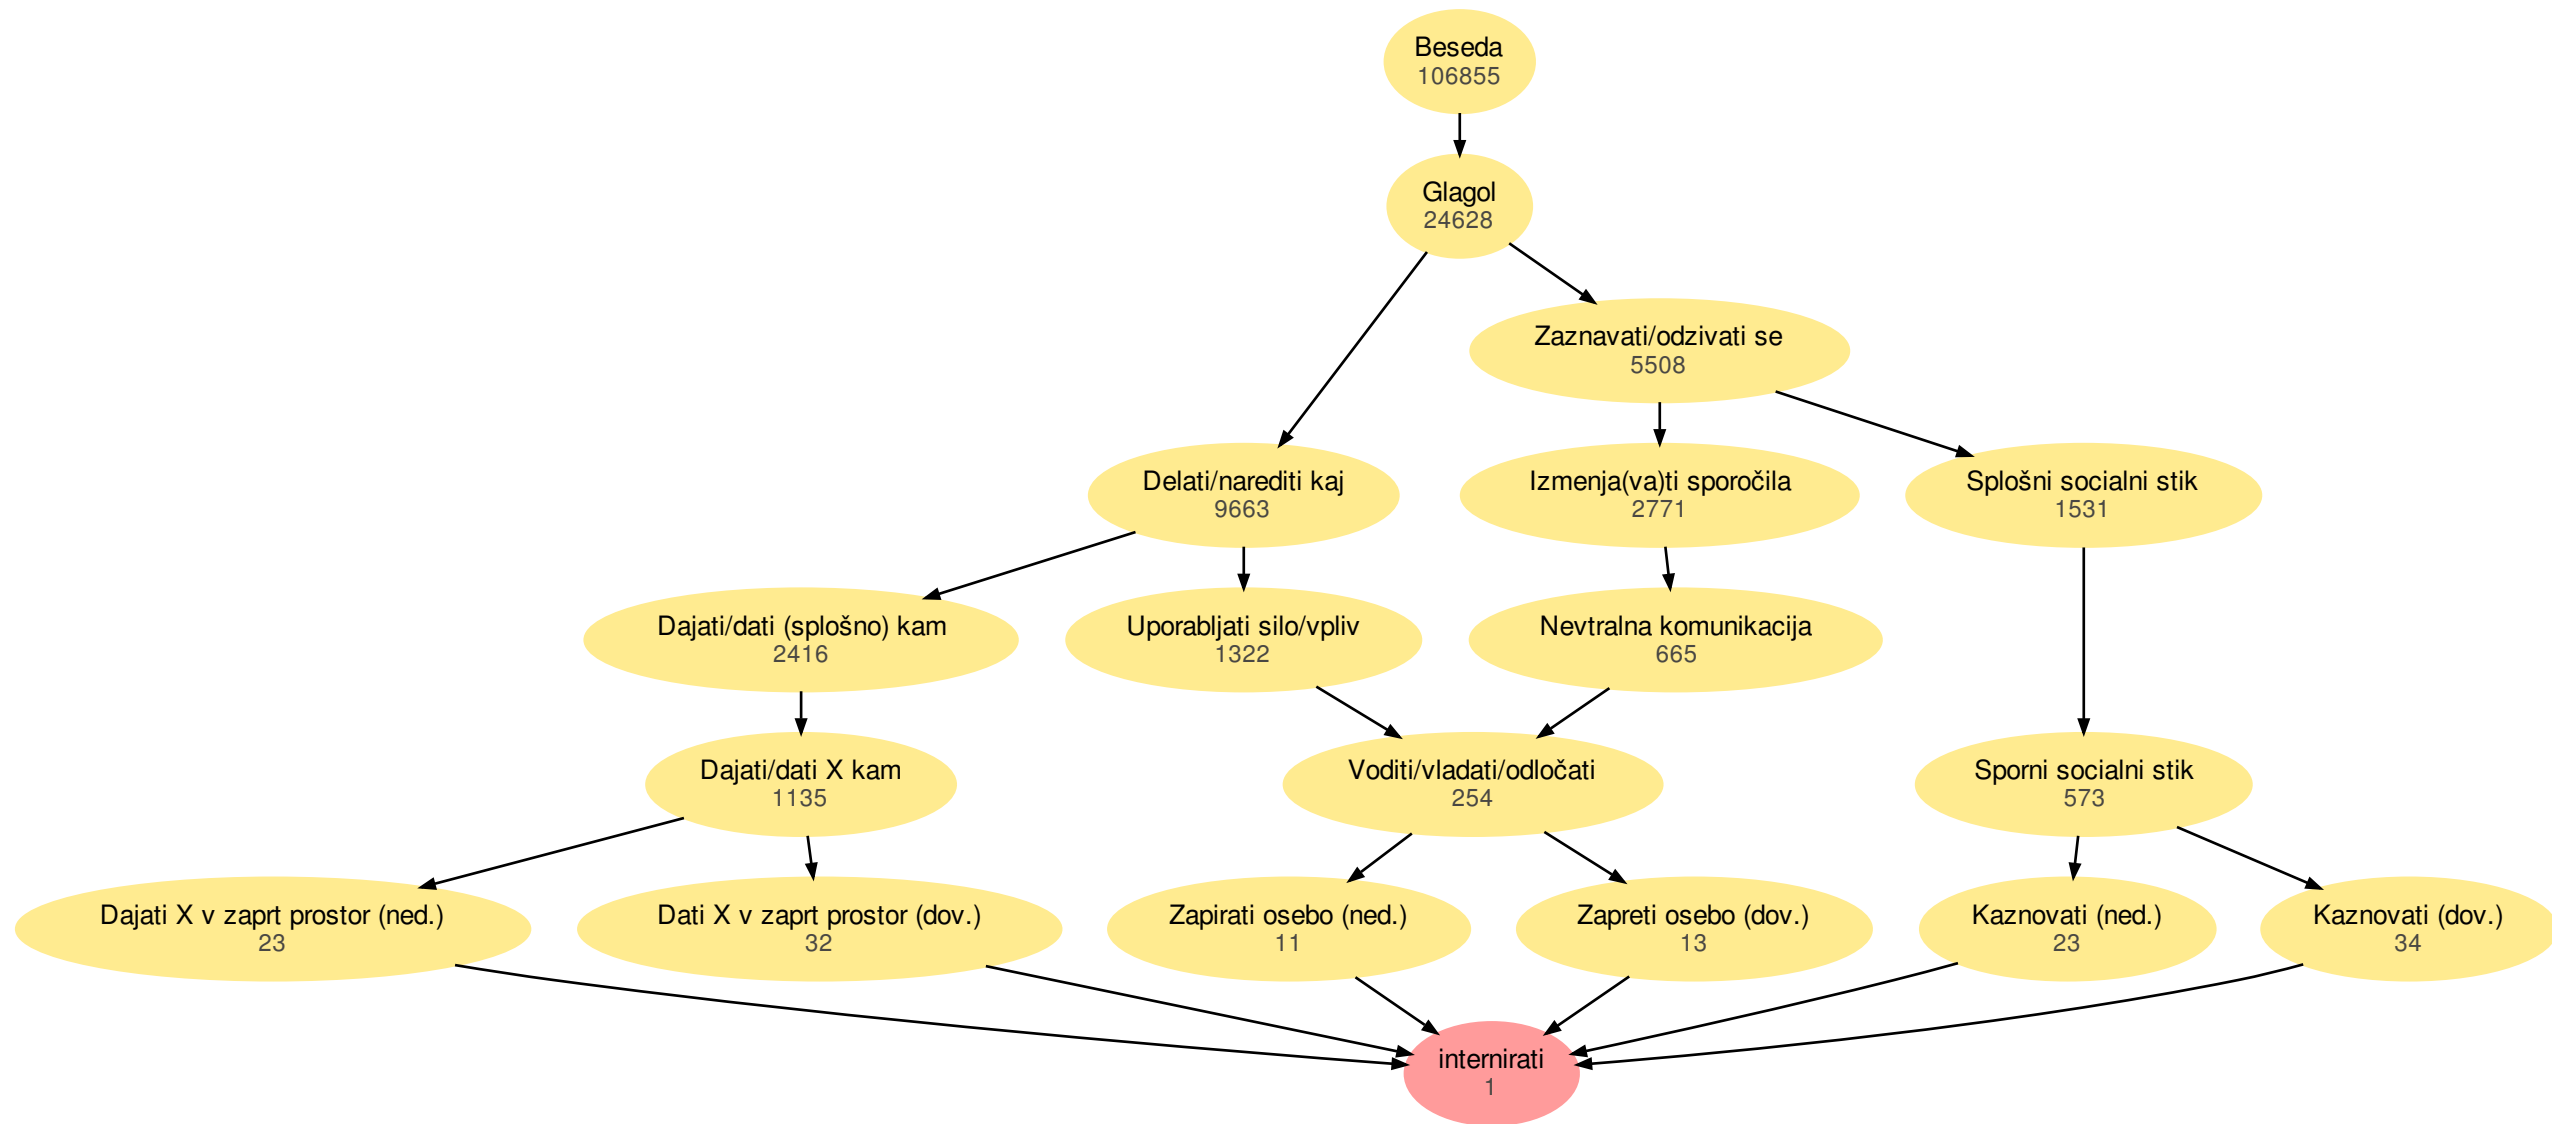 Beseda
106855
Glagol
24628
Zaznavati/odzivati se
5508
Delati/narediti kaj
9663
Izmenja(va)ti sporočila
2771
Splošni socialni stik
1531
Dajati/dati (splošno) kam
2416
Uporabljati silo/vpliv
1322
Nevtralna komunikacija
665
Dajati/dati X kam
1135
Voditi/vladati/odločati
254
Sporni socialni stik
573
Dajati X v zaprt prostor (ned.)
23
Dati X v zaprt prostor (dov.)
32
Zapirati osebo (ned.)
11
Zapreti osebo (dov.)
13
Kaznovati (ned.)
23
Kaznovati (dov.)
34
internirati
1